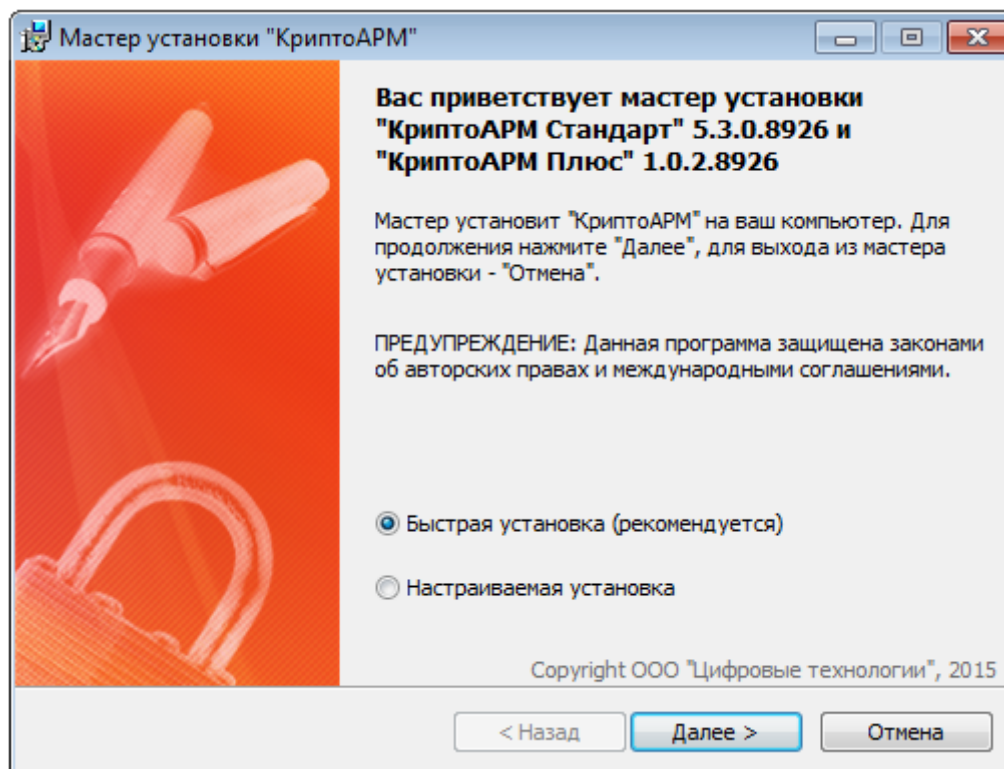 Мастер установки "КриптоАРМ"
Вас приветствует мастер установки
"КриптоАРМ Стандарт" 5.3.0.8926 и
"КриптоАРМ Плюс" 1.0.2.8926
Мастер установит "КриптоАРМ" на ваш компьютер. Для
продолжения нажмите "Далее", для выхода из мастера
установки - "Отмена".
ПРЕДУПРЕЖДЕНИЕ: Данная программа защищена законами
об авторских правах и международными соглашениями.
Быстрая установка (рекомендуется)
Настраиваемая установка
Copyright ООО "Цифровые технологии", 2015
< Назад
Далее >
Отмена